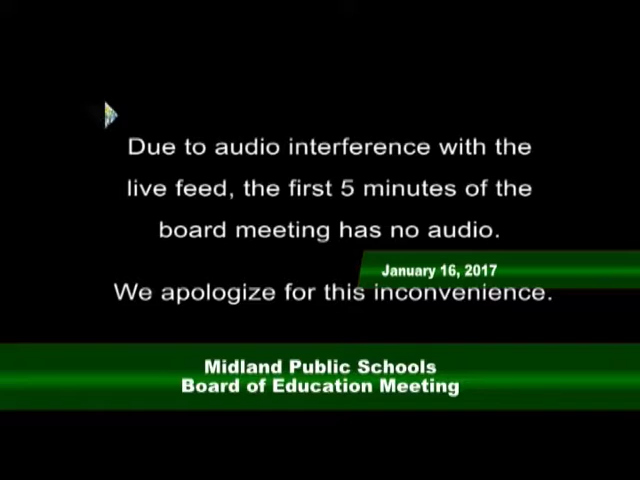 Due to audio interference with the
live feed, the first 5 minutes of the
board meeting has no audio.
January 16, 2017
We apologize for this inconvenience.
Midland Public Schools
Board of Education Meeting